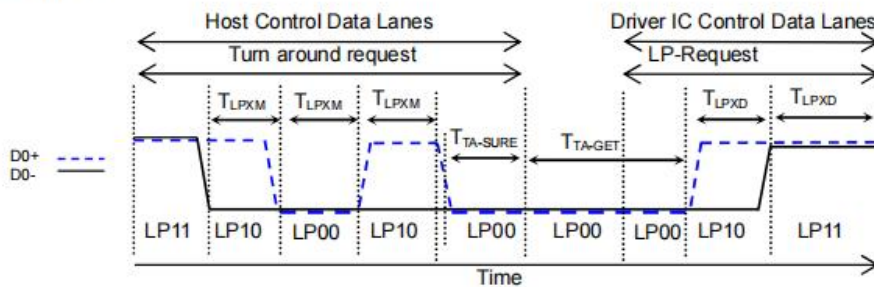 Host Control Data Lanes
Driver IC Control Data Lanes
Turn around request
LP-Request
TLPXM
TLPXM
TLPXM
TLPXD
TLPXD
TTA-SURE
TTA-GET
D0+
D0-
LP11
LP10
LP00
LP10
LP00
LP00
LP00
LP10
LP11
Time